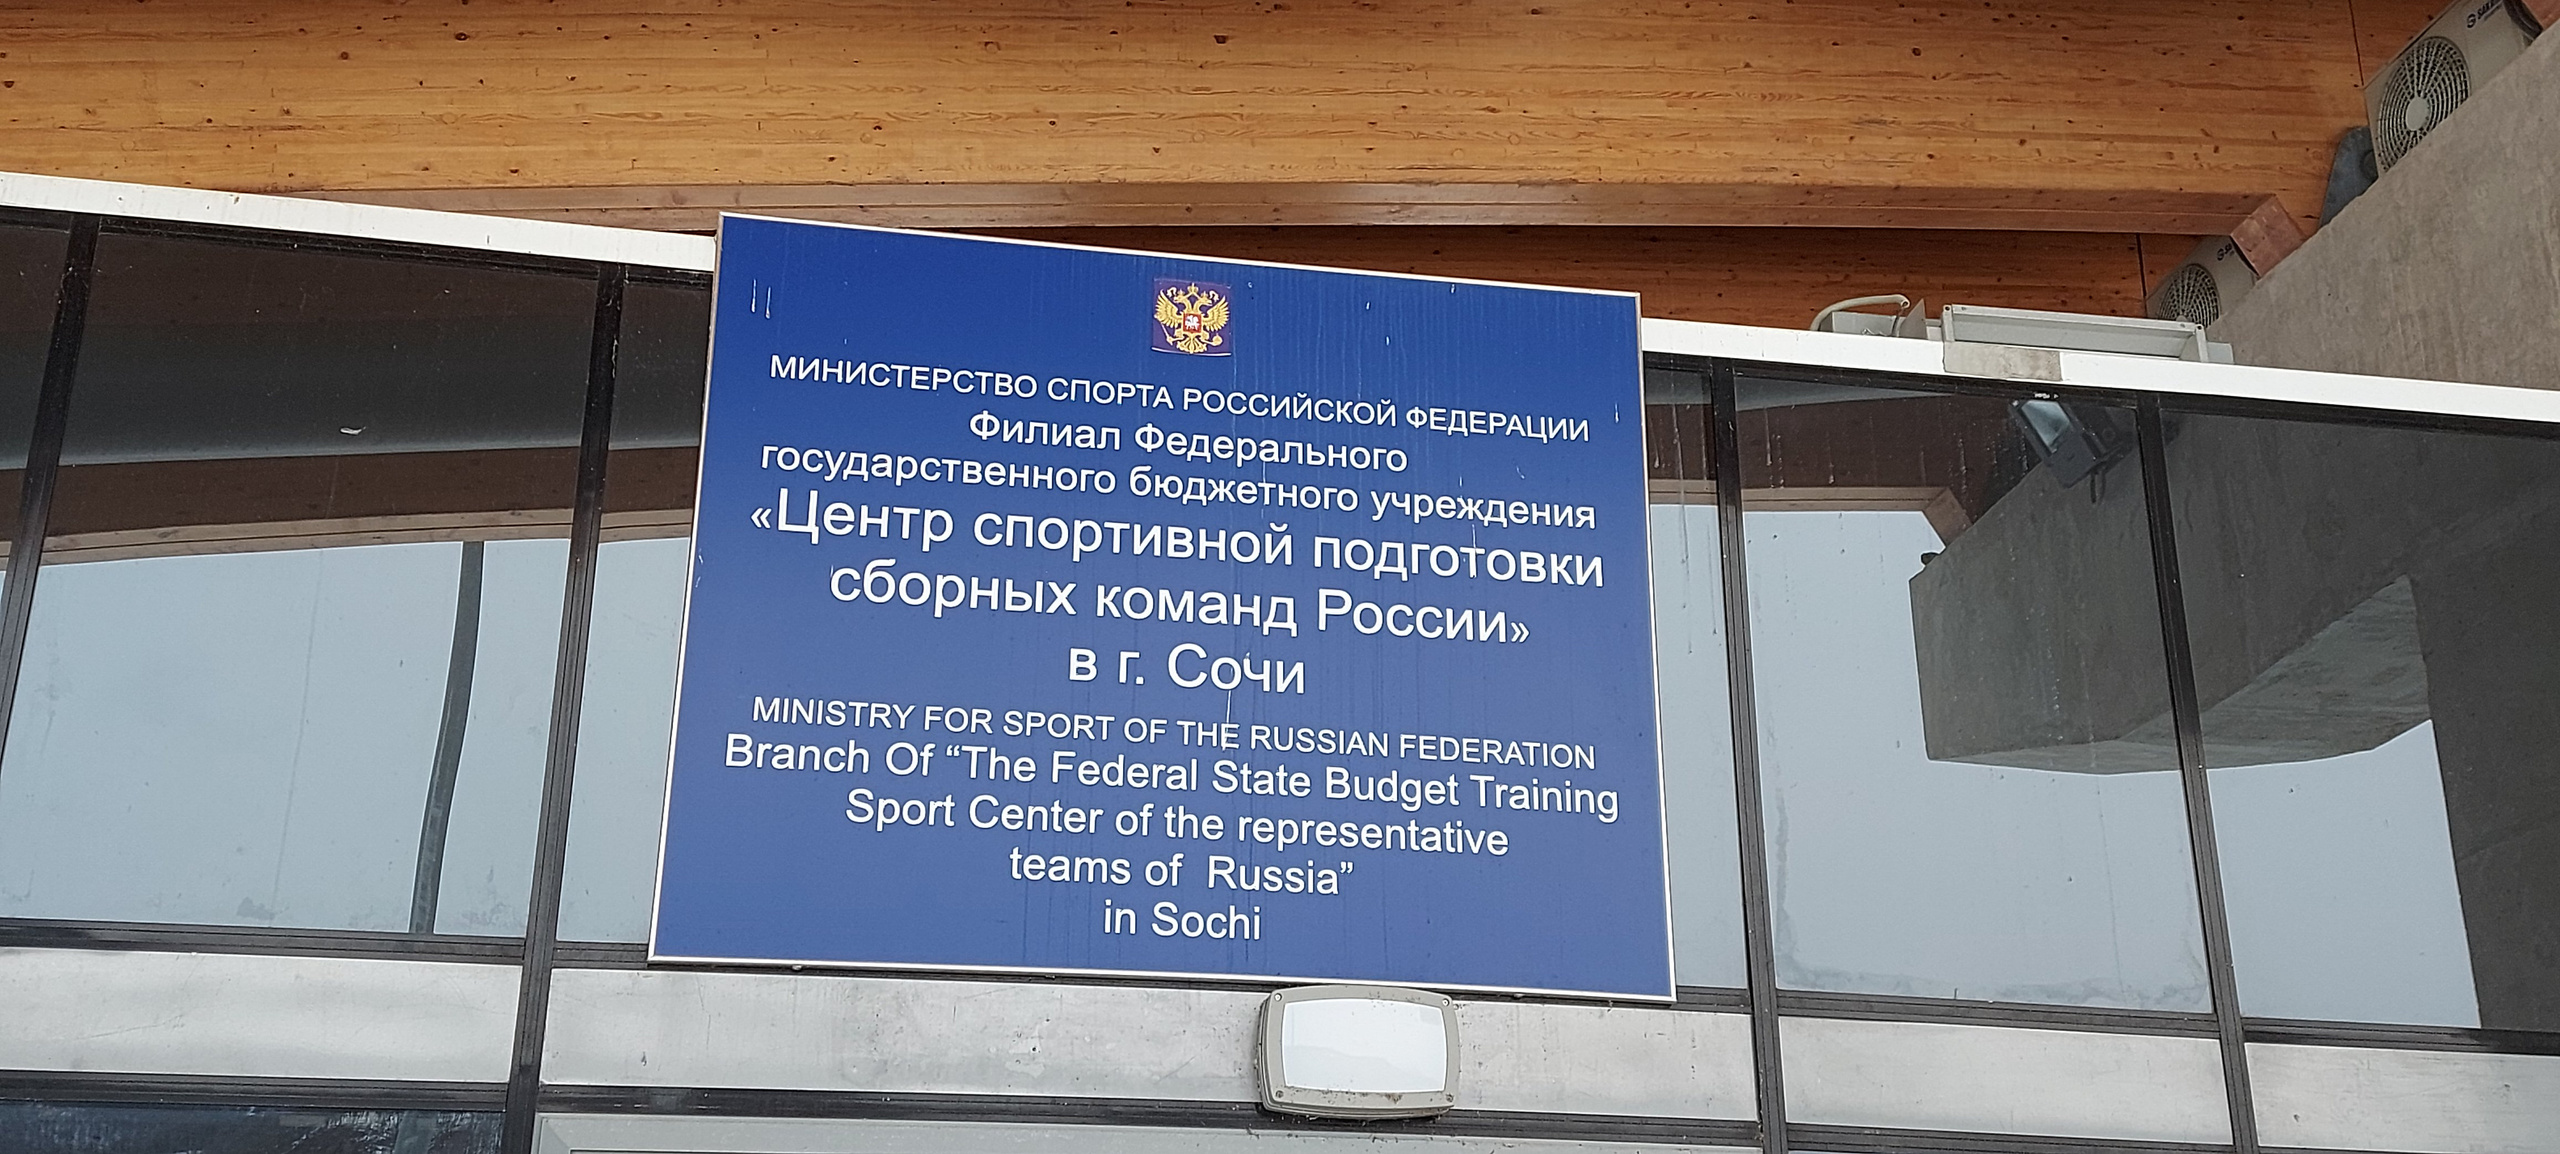 МИНИСТЕРСТВО СПОРТА РОССИЙСКОЙ ФЕДЕРАЦИИ
Филиал Федерального
государственного бюджетного учреждения
«Центр спортивной подготовки
сборных команд России»
в г. Сочи
MINISTRY FOR SPORT OF THE RUSSIAN FEDERATION
Branch Of “The Federal State Budget Training
Sport Center of the representative
teams of Russia”
in Sochi